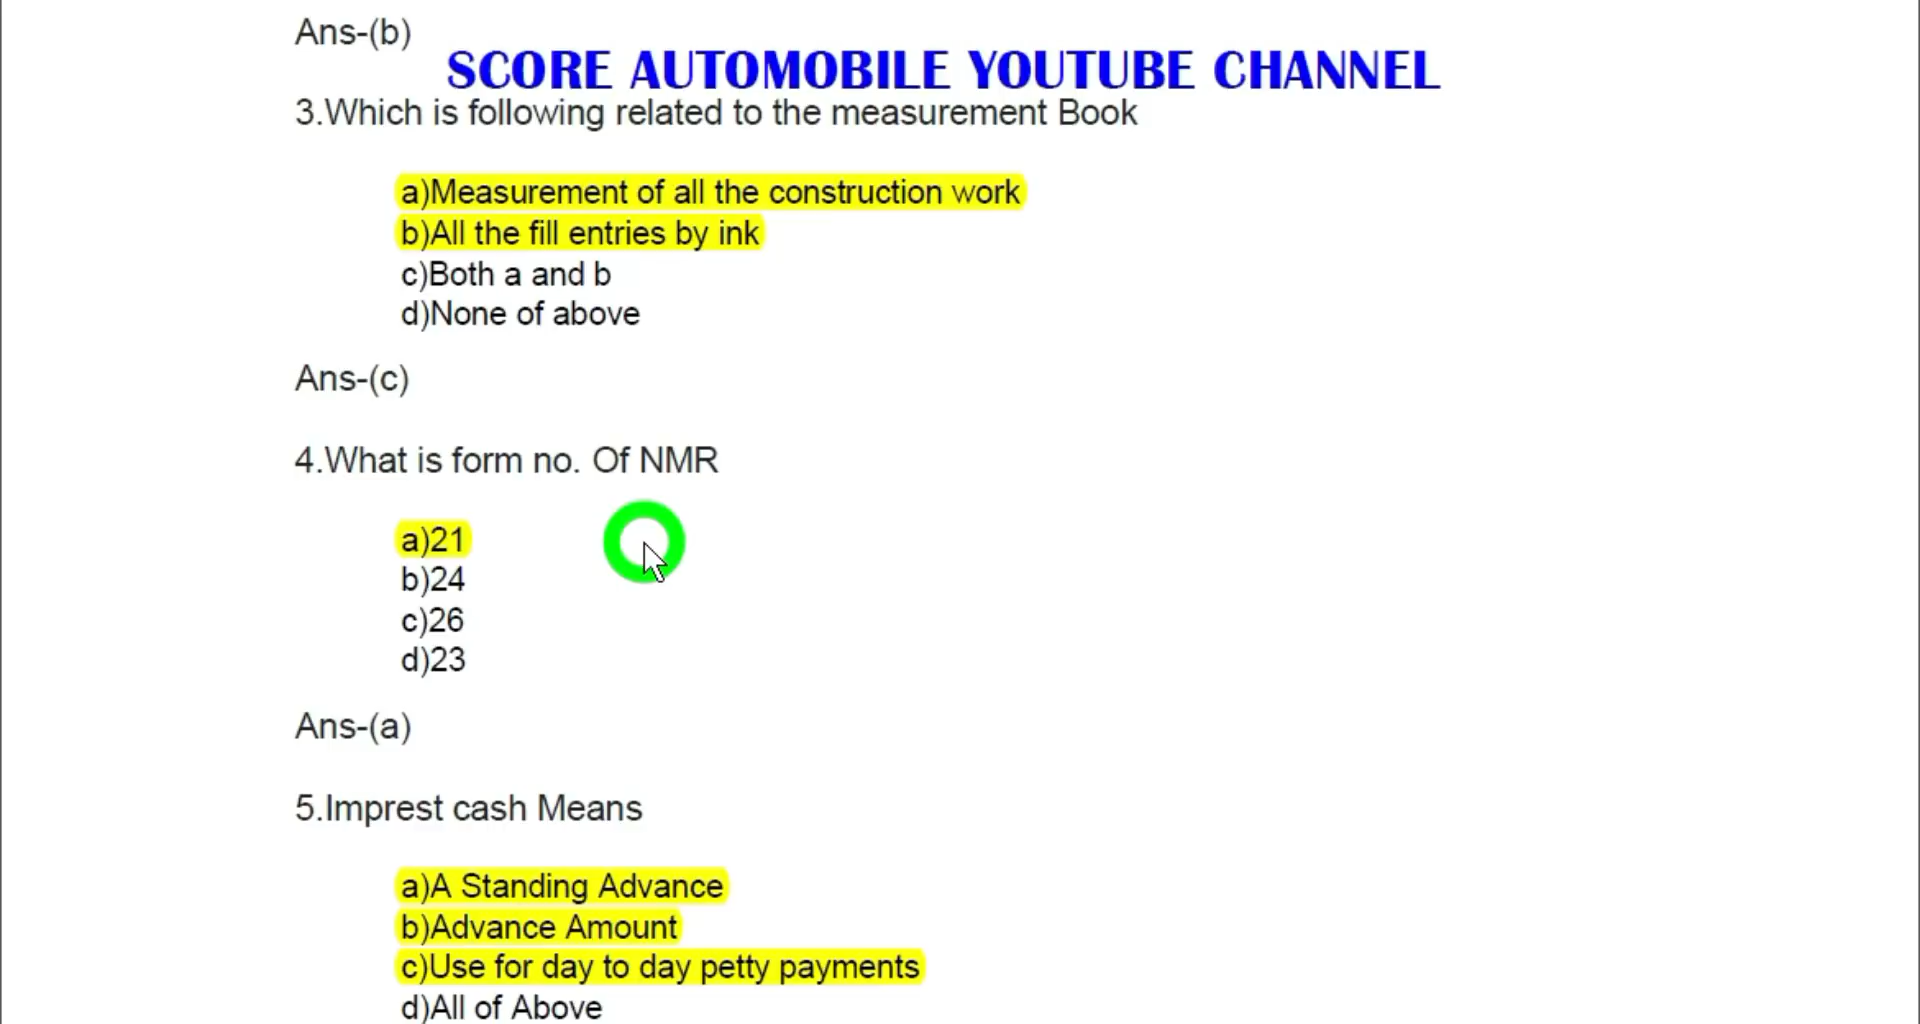 Ans-(b)
SCORE AUTOMOBILE YOUTUBE CHANNEL
3.Which is following related to the measurement Book
a)Measurement of all the construction work
b)All the fill entries by ink
c)Both a and b
d)None of above
Ans-(c)
4.What is form no. Of NMR
a)21
b)24
c)26
d)23
Ans-(a)
5.Imprest cash Means
a)A Standing Advance
b)Advance Amount
c)Use for day to day petty payments
d)All of Above